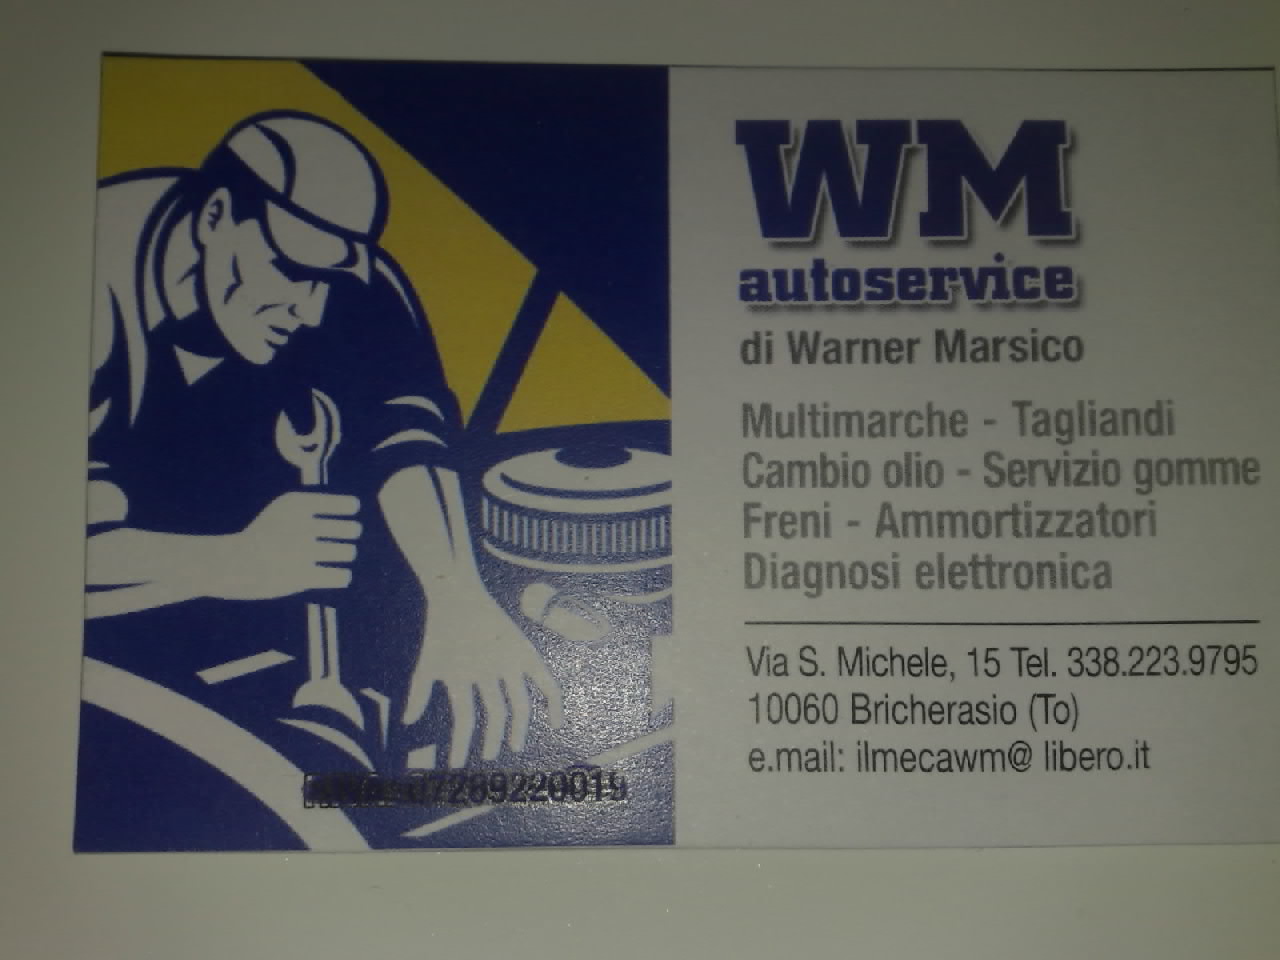 WM
autoservice
di Warner Marsico
Multimarche - Tagliandi
Cambio olio - Servizio gomme
Freni - Ammortizzatori
Diagnosi elettronica
Via S. Michele, 15 Tel. 338.223.9795
10060 Bricherasio (To)
e.mail: ilmecawm@ libero.it
07289220019